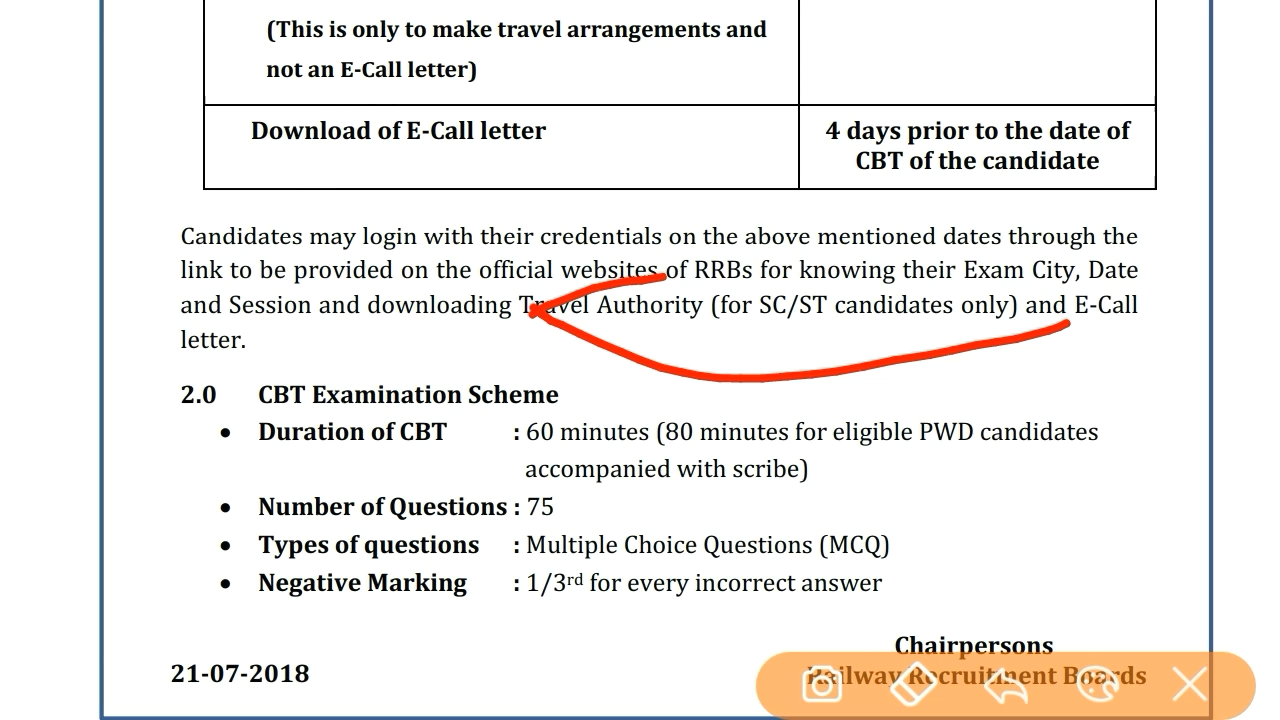 (This is only to make travel arrangements and
not an E-Call letter)
Download of E-Call letter
4 days prior to the date of
CBT of the candidate
Candidates may login with their credentials on the above mentioned dates through the
link to be provided on the official websites of RRBs for knowing their Exam City, Date
and Session and downloading Travel Authority (for SC/ST candidates only) and E-Call
letter.
2.0 CBT Examination Scheme
• Duration of CBT : 60 minutes (80 minutes for eligible PWD candidates
accompanied with scribe)
• Number of Questions : 75
• Types of questions : Multiple Choice Questions (MCQ)
• Negative Marking : 1/3rd for every incorrect answer
Chairpersons
21-07-2018 Railway Recruitment Boards